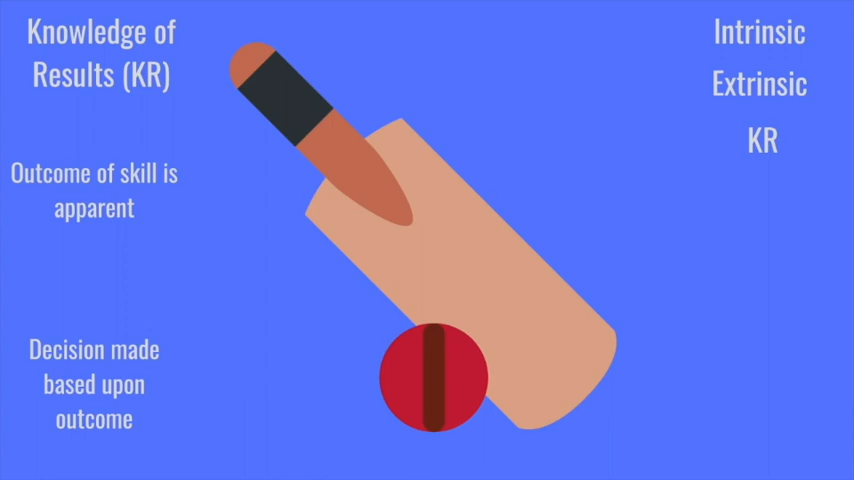 Knowledge of
Results (KR)
Outcome of skill is
apparent
Decision made
based upon
outcome
Intrinsic
Extrinsic
KR